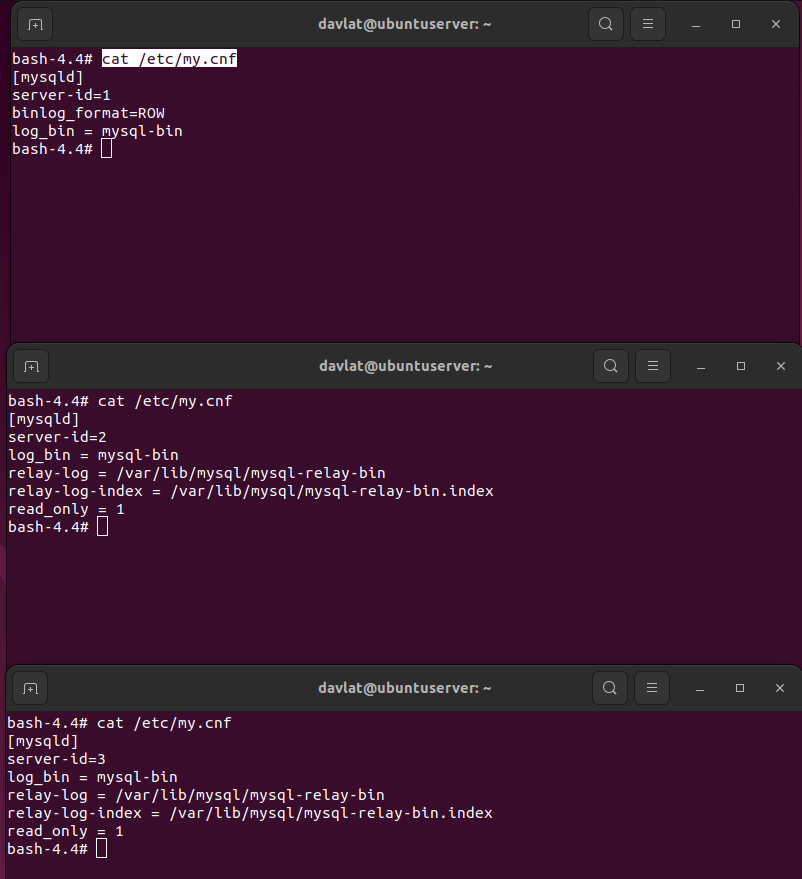 davlat@ubuntuserver: ~
bash-4.4# cat /etc/my.cnf
[mysqld]
server-id=1
binlog_format=ROW
log_bin = mysql-bin
bash-4.4#
davlat@ubuntuserver: ~
bash-4.4# cat /etc/my.cnf
[mysqld]
server-id=2
log_bin = mysql-bin
relay-log = /var/lib/mysql/mysql-relay-bin
relay-log-index = /var/lib/mysql/mysql-relay-bin.index
read_only = 1
bash-4.4#
davlat@ubuntuserver: ~
bash-4.4# cat /etc/my.cnf
[mysqld]
server-id=3
log_bin = mysql-bin
relay-log = /var/lib/mysql/mysql-relay-bin
relay-log-index = /var/lib/mysql/mysql-relay-bin.index
read_only = 1
bash-4.4#